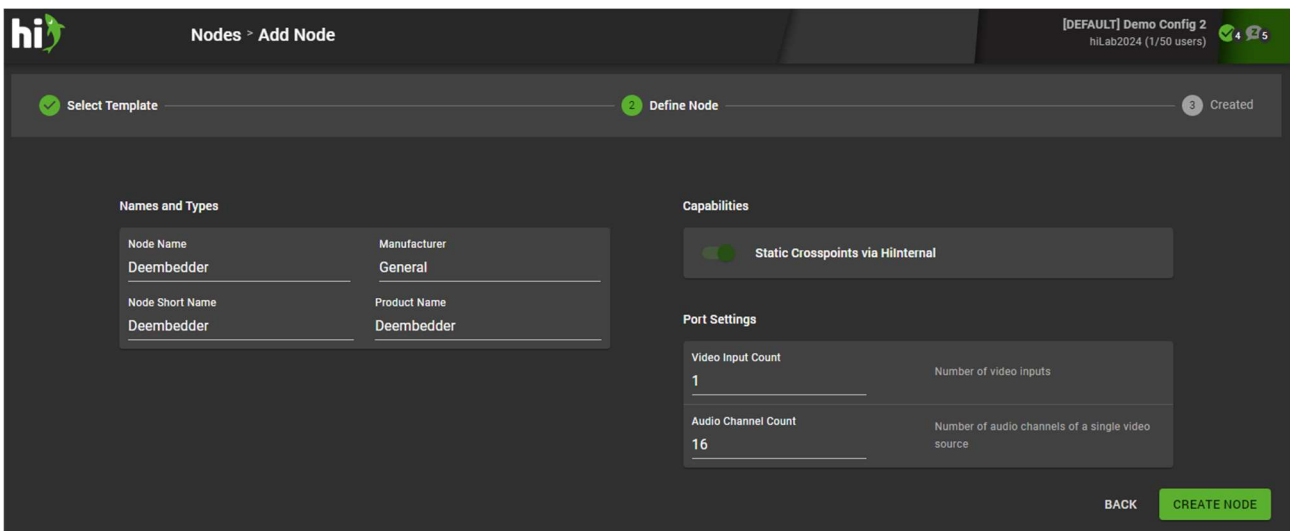 hi
Nodes > Add Node
[DEFAULT] Demo Config 2
hiLab2024 (1/50 users)
4
5
Select Template
2 Define Node
3 Created
Names and Types
Node Name
Manufacturer
Deembedder
General
Node Short Name
Product Name
Deembedder
Deembedder
Capabilities
Static Crosspoints via HiInternal
Port Settings
Video Input Count
1
Number of video inputs
Audio Channel Count
16
Number of audio channels of a single video
source
BACK
CREATE NODE